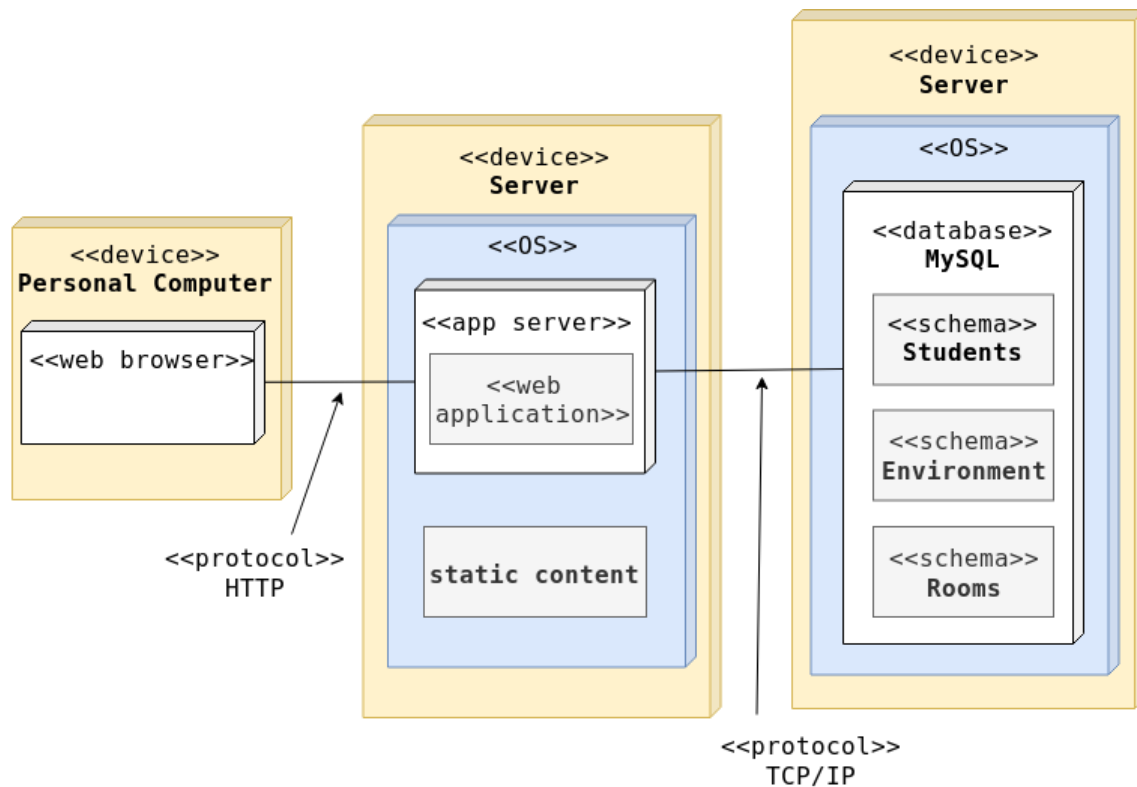 <<device>>
Personal Computer
<<web browser>>
<<protocol>>
HTTP
<<device>>
Server
<<OS>>
<<app server>>
<<web
application>>
static content
<<protocol>>
TCP/IP
<<device>>
Server
<<OS>>
<<database>>
MySQL
<<schema>>
Students
<<schema>>
Environment
<<schema>>
Rooms